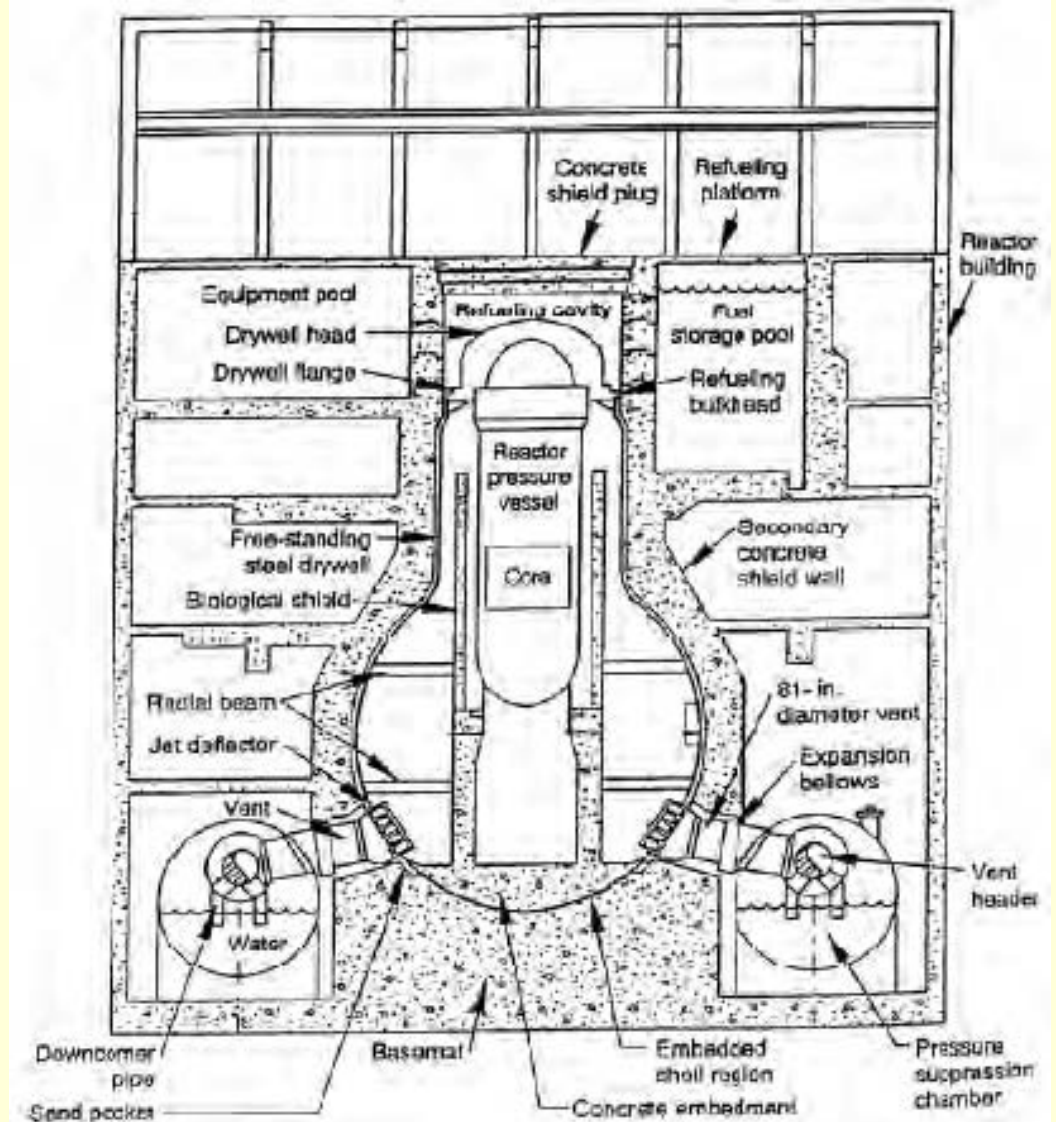 Concrete
shield plug
Refueling
platform
Reactor
building
Equipment pool
Refueling cavity
Fuel
storage pool
Drywell head
Drywell flange
Refueling
bulkhead
Reactor
pressure
vessel
Free-standing
steel drywell
Secondary
concrete
shield wall
Core
Biological shield
Radial beam
81-in.
diameter vent
Jet deflector
Expansion
bellows
Vent
Vent
header
Water
Downcomer
pipe
Basemat
Embedded
shell region
Pressure
suppression
chamber
Sand pocket
Concrete embedment